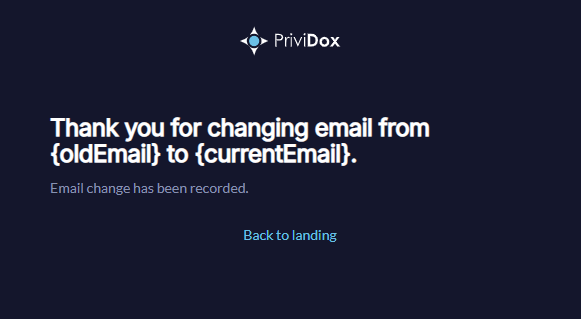 PriviDox
Thank you for changing email from
{oldEmail} to {currentEmail}.
Email change has been recorded.
Back to landing